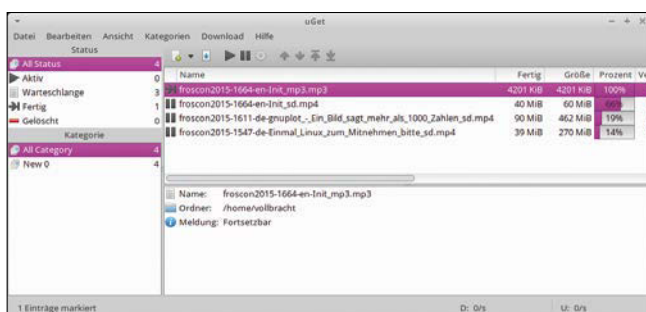 uGet
Datei Bearbeiten Ansicht Kategorien Download Hilfe
Status
All Status 4
Aktiv 0
Warteschlange 3
Fertig 1
Gelöscht 0
Kategorie
All Category 4
New 0 4
Name Fertig Größe Prozent Ve
froscon2015-1664-en-Init_mp3.mp3 4201 KiB 4201 KiB 100%
froscon2015-1664-en-Init_sd.mp4 40 MiB 60 MiB 66%
froscon2015-1611-de-gnuplot_-_Ein_Bild_sagt_mehr_als_1000_Zahlen_sd.mp4 90 MiB 462 MiB 19%
froscon2015-1547-de-Einmal_Linux_zum_Mitnehmen_bitte_sd.mp4 39 MiB 270 MiB 14%
Name: froscon2015-1664-en-Init_mp3.mp3
Ordner: /home/vollbracht
Meldung: Fortsetzbar
1 Einträge markiert D: 0/s U: 0/s